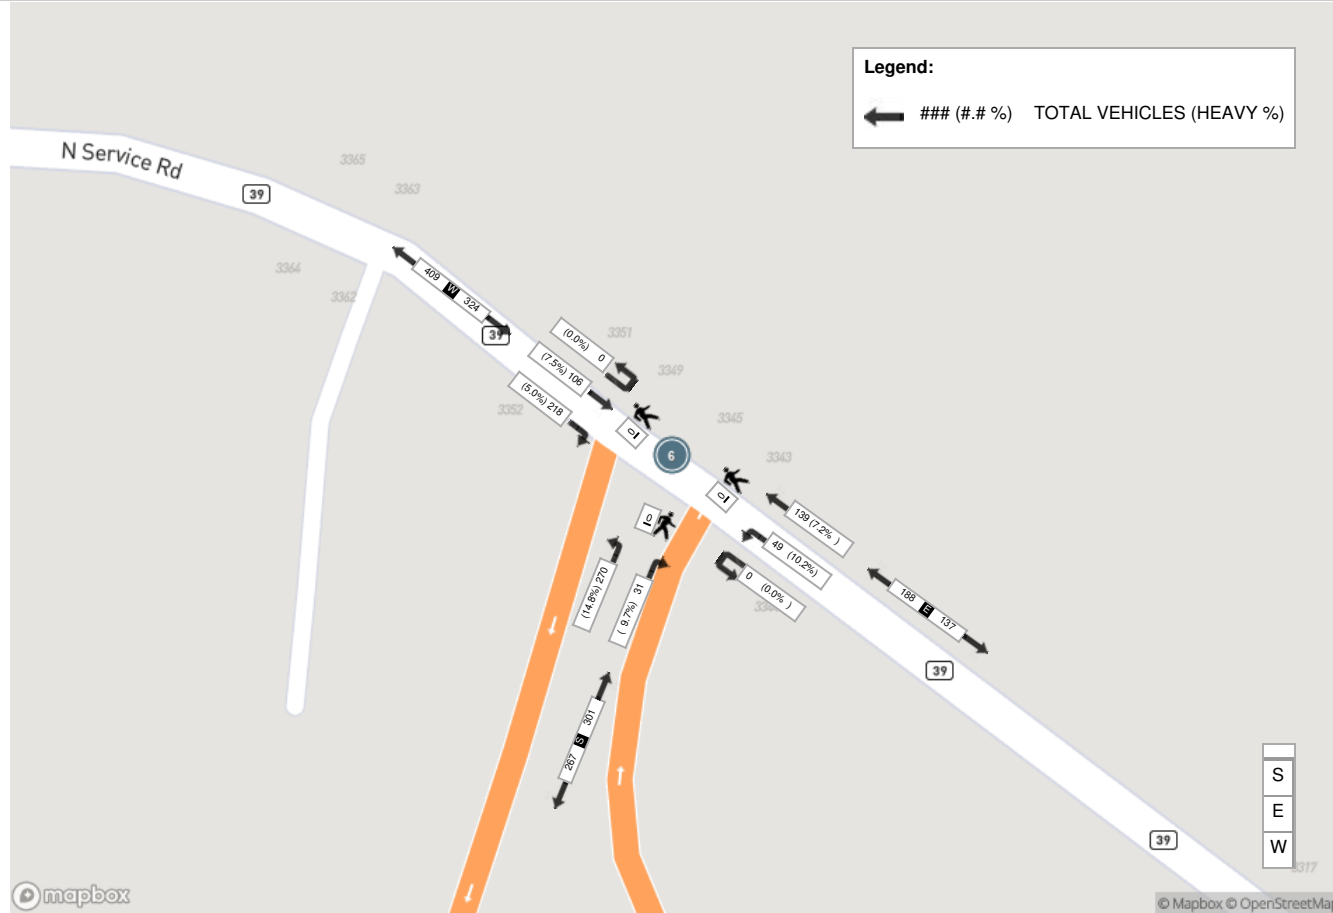 Legend:
### (#.# %) TOTAL VEHICLES (HEAVY %)
N Service Rd
39
3365
3363
3364
3362
409 W 324
39
(0.0%) 0
3351
(7.5%) 106
3349
(5.0%) 218
3352
0
6
3345
3343
0
0
139 (7.2% )
49 (10.2%)
0 (0.0% )
(14.8%) 270
( 9.7%) 31
188 E 137
39
267 S 301
S
E
W
39
3317
mapbox
© Mapbox © OpenStreetMap